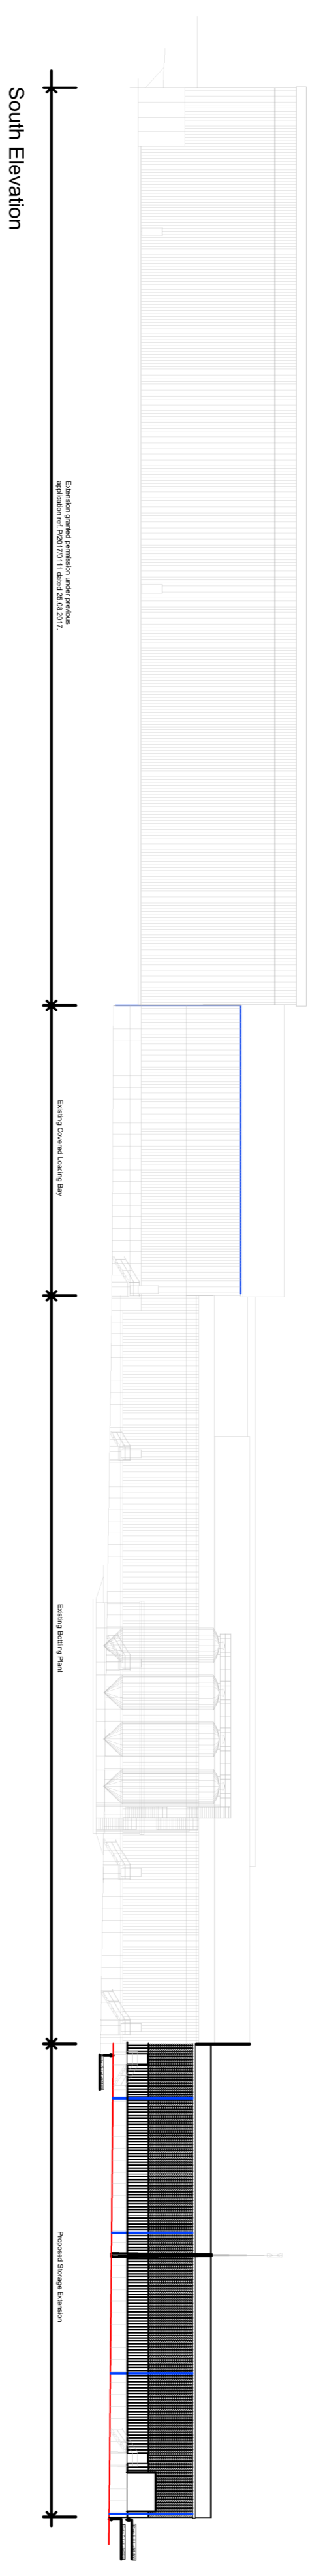 Extension granted permission under previous
application ref. P/2017/0111 dated 25.08.2017.
Existing Covered Loading Bay
Existing Bottling Plant
Proposed Storage Extension
South Elevation